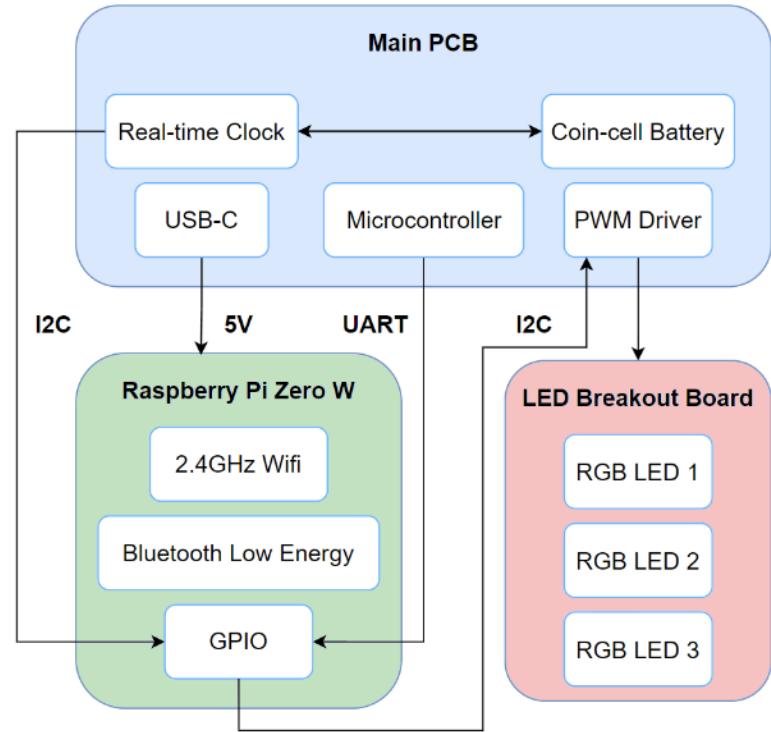 Main PCB
Real-time Clock
Coin-cell Battery
USB-C
Microcontroller
PWM Driver
I2C
5V
UART
I2C
Raspberry Pi Zero W
2.4GHz Wifi
Bluetooth Low Energy
GPIO
LED Breakout Board
RGB LED 1
RGB LED 2
RGB LED 3